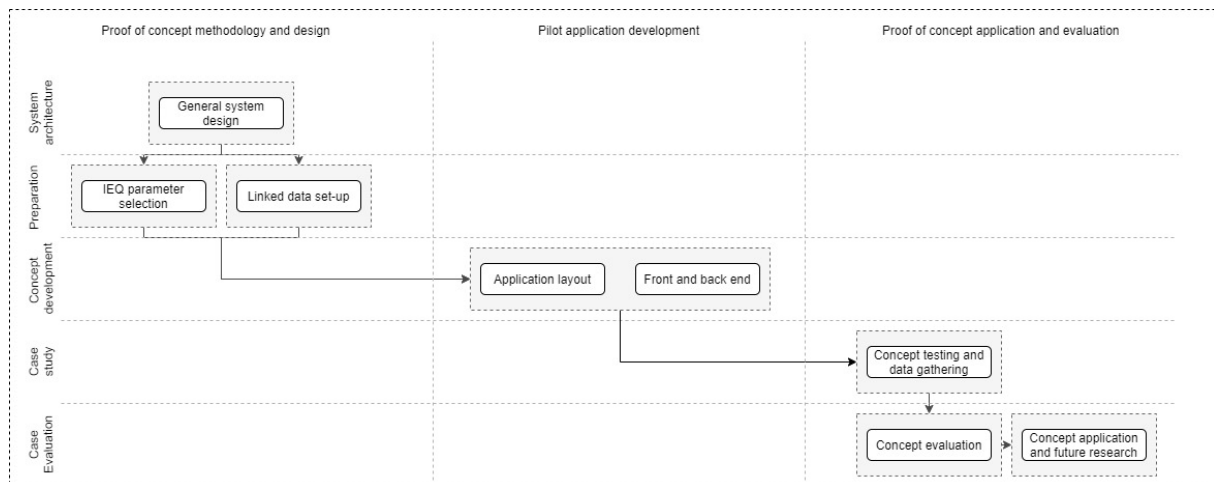 Proof of concept methodology and design
Pilot application development
Proof of concept application and evaluation
System
architecture
General system
design
Preparation
IEQ parameter
selection
Linked data set-up
Concept
development
Application layout
Front and back end
Case
study
Concept testing and
data gathering
Case
Evaluation
Concept evaluation
Concept application
and future research